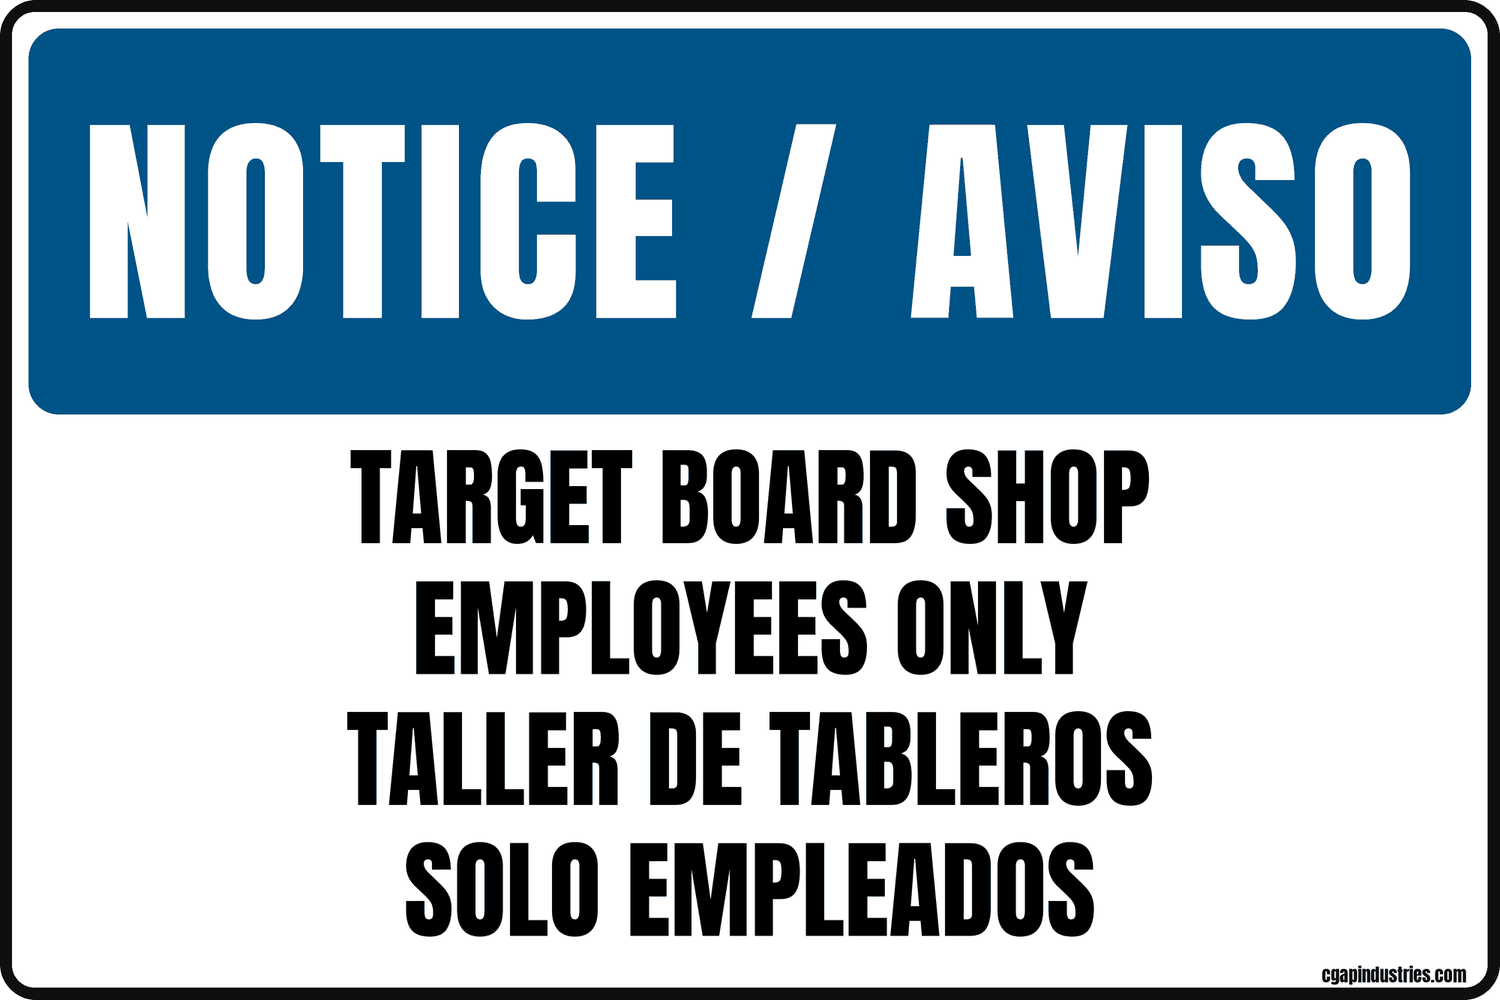 NOTICE / AVISO
TARGET BOARD SHOP
EMPLOYEES ONLY
TALLER DE TABLEROS
SOLO EMPLEADOS
cgapindustries.com